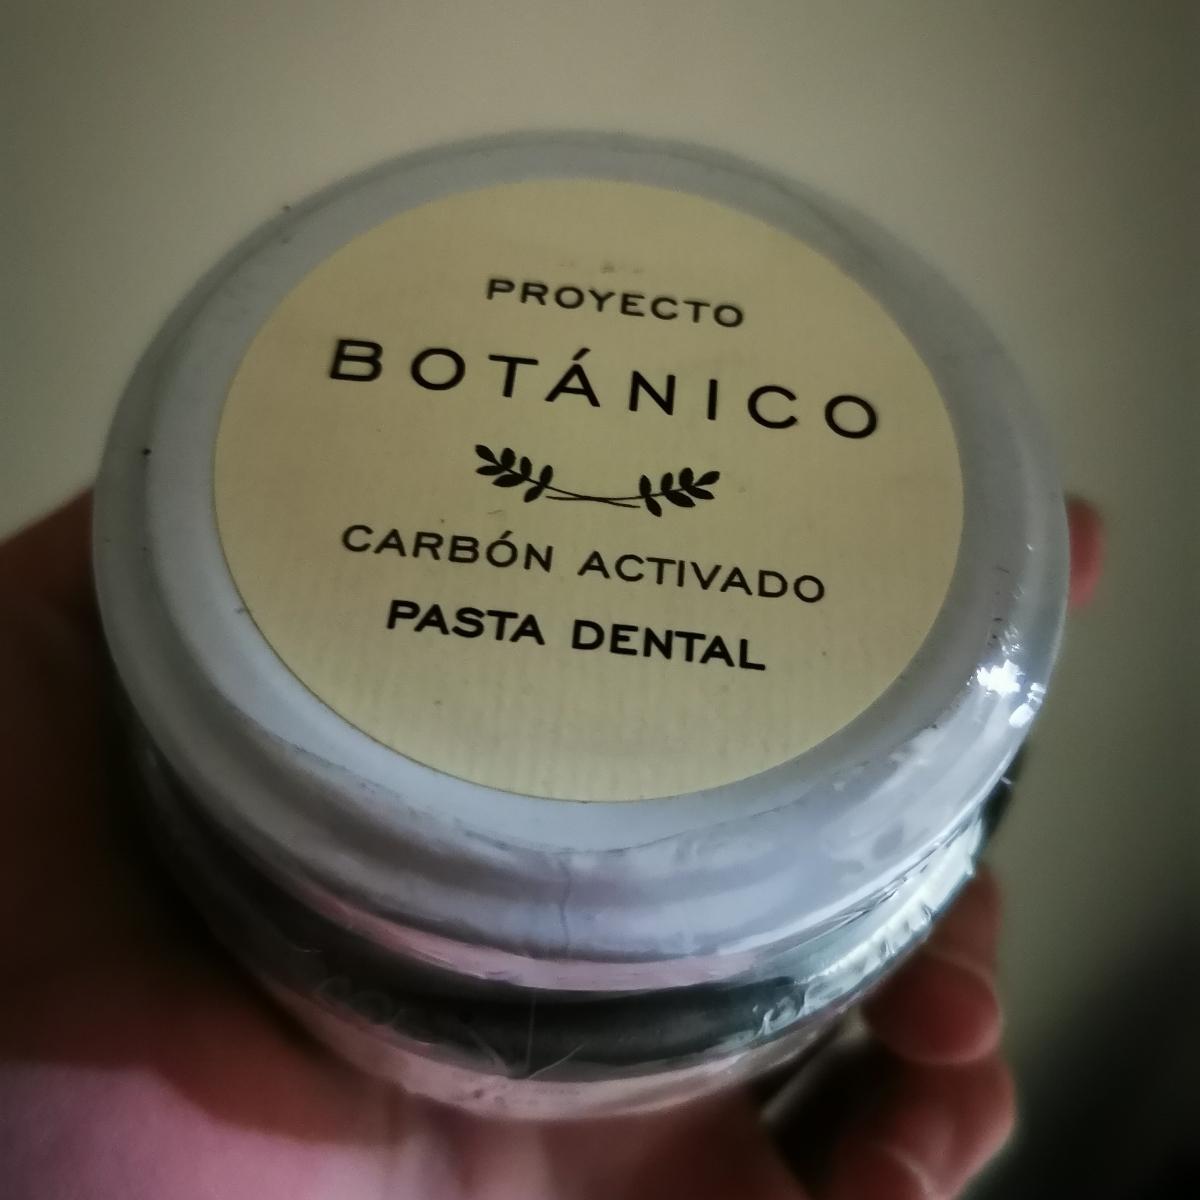 PROYECTO
BOTÁNICO
CARBÓN ACTIVADO
PASTA DENTAL